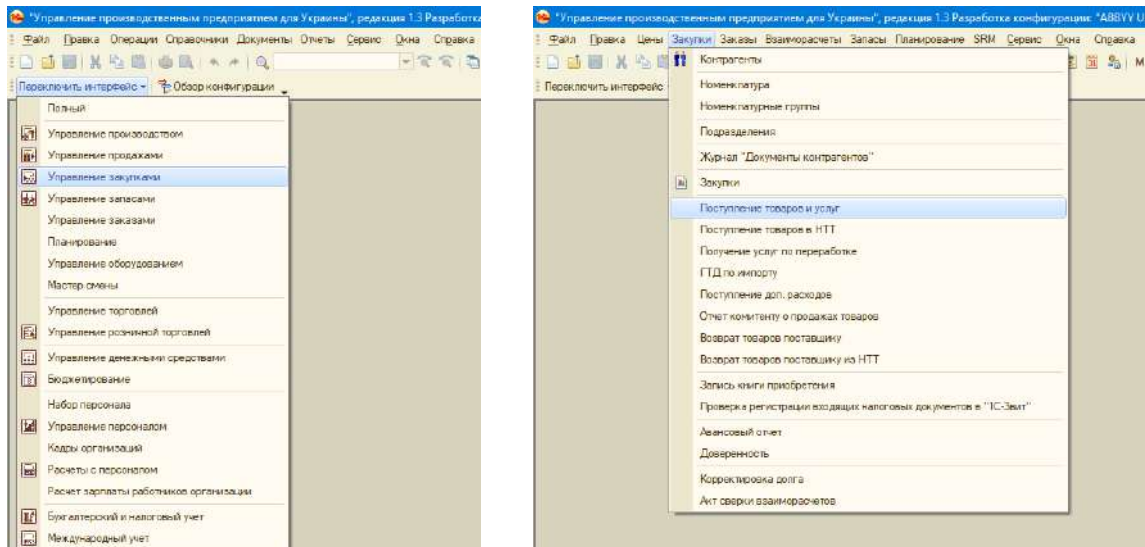 "Управление производственным предприятием для Украины", редакция 1.3 Разработка
Файл Правка Операции Справочники Документы Отчеты Сервис Окна Справка
Переключить интерфейс Обзор конфигурации
Полный
Управление производством
Управление продажами
Управление закупками
Управление запасами
Управление заказами
Планирование
Управление оборудованием
Мастер смены
Управление торговлей
Управление розничной торговлей
Управление денежными средствами
Бюджетирование
Набор персонала
Управление персоналом
Кадры организаций
Расчеты с персоналом
Расчет зарплаты работников организации
Бухгалтерский и налоговый учет
Международный учет
"Управление производственным предприятием для Украины", редакция 1.3 Разработка конфигурации: "ABBYY U
Файл Правка Цены Закупки Заказы Взаиморасчеты Запасы Планирование SRM Сервис Окна Справка
Переключить интерфейс
М
Контрагенты
Номенклатура
Номенклатурные группы
Подразделения
Журнал "Документы контрагентов"
Закупки
Поступление товаров и услуг
Поступление товаров в НТТ
Получение услуг по переработке
ГТД по импорту
Поступление доп. расходов
Отчет комитенту о продажах товаров
Возврат товаров поставщику
Возврат товаров поставщику из НТТ
Запись книги приобретения
Проверка регистрации входящих налоговых документов в "1С-Звит"
Авансовый отчет
Доверенность
Корректировка долга
Акт сверки взаиморасчетов